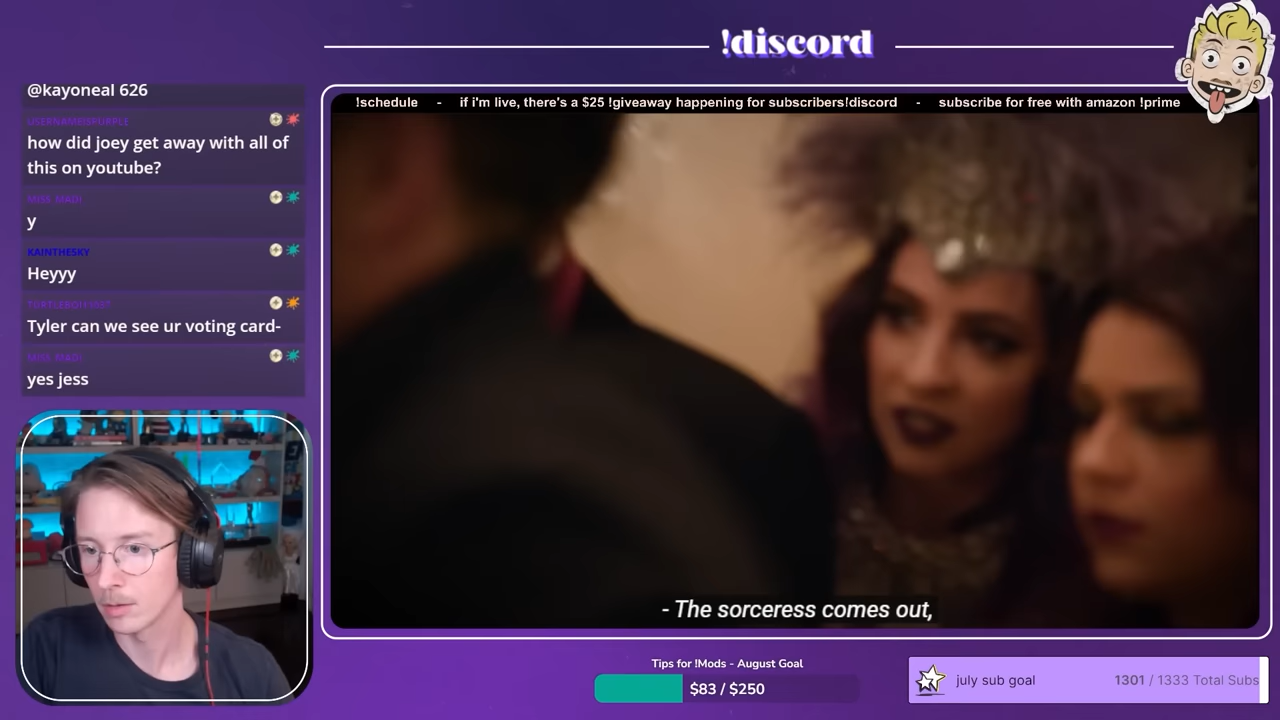 !discord
!schedule - if i'm live, there's a $25 !giveaway happening for subscribers!discord - subscribe for free with amazon !prime
@kayoneal 626
USERNAMEISPURPLE
how did joey get away with all of
this on youtube?
MISS_MADI
y
KAINTHESKY
Heyyy
Tyler can we see ur voting card-
MISS_MADI
yes jess
- The sorceress comes out,
Tips for !Mods - August Goal
$83 / $250
july sub goal
1301 / 1333 Total Subs